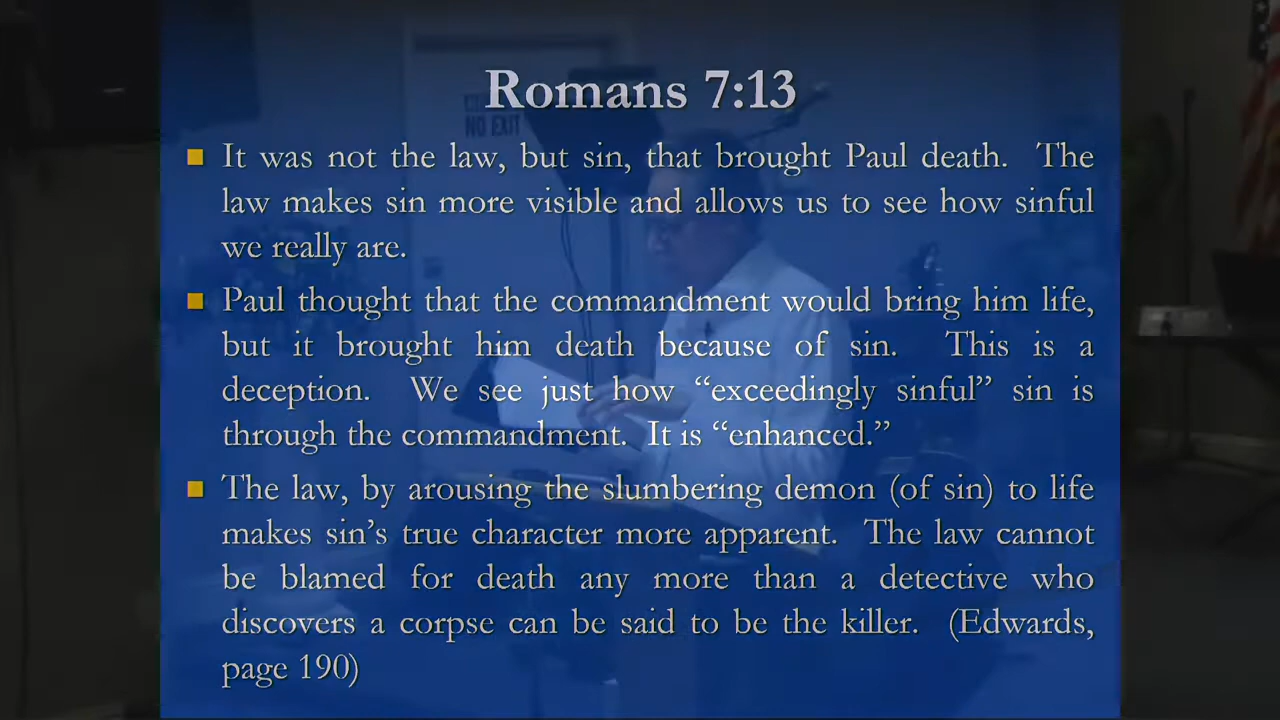 Romans 7:13
NO EXIT
It was not the law, but sin, that brought Paul death. The
law makes sin more visible and allows us to see how sinful
we really are.
Paul thought that the commandment would bring him life,
but it brought him death because of sin. This is a
deception. We see just how “exceedingly sinful” sin is
through the commandment. It is “enhanced.”
The law, by arousing the slumbering demon (of sin) to life
makes sin’s true character more apparent. The law cannot
be blamed for death any more than a detective who
discovers a corpse can be said to be the killer. (Edwards,
page 190)